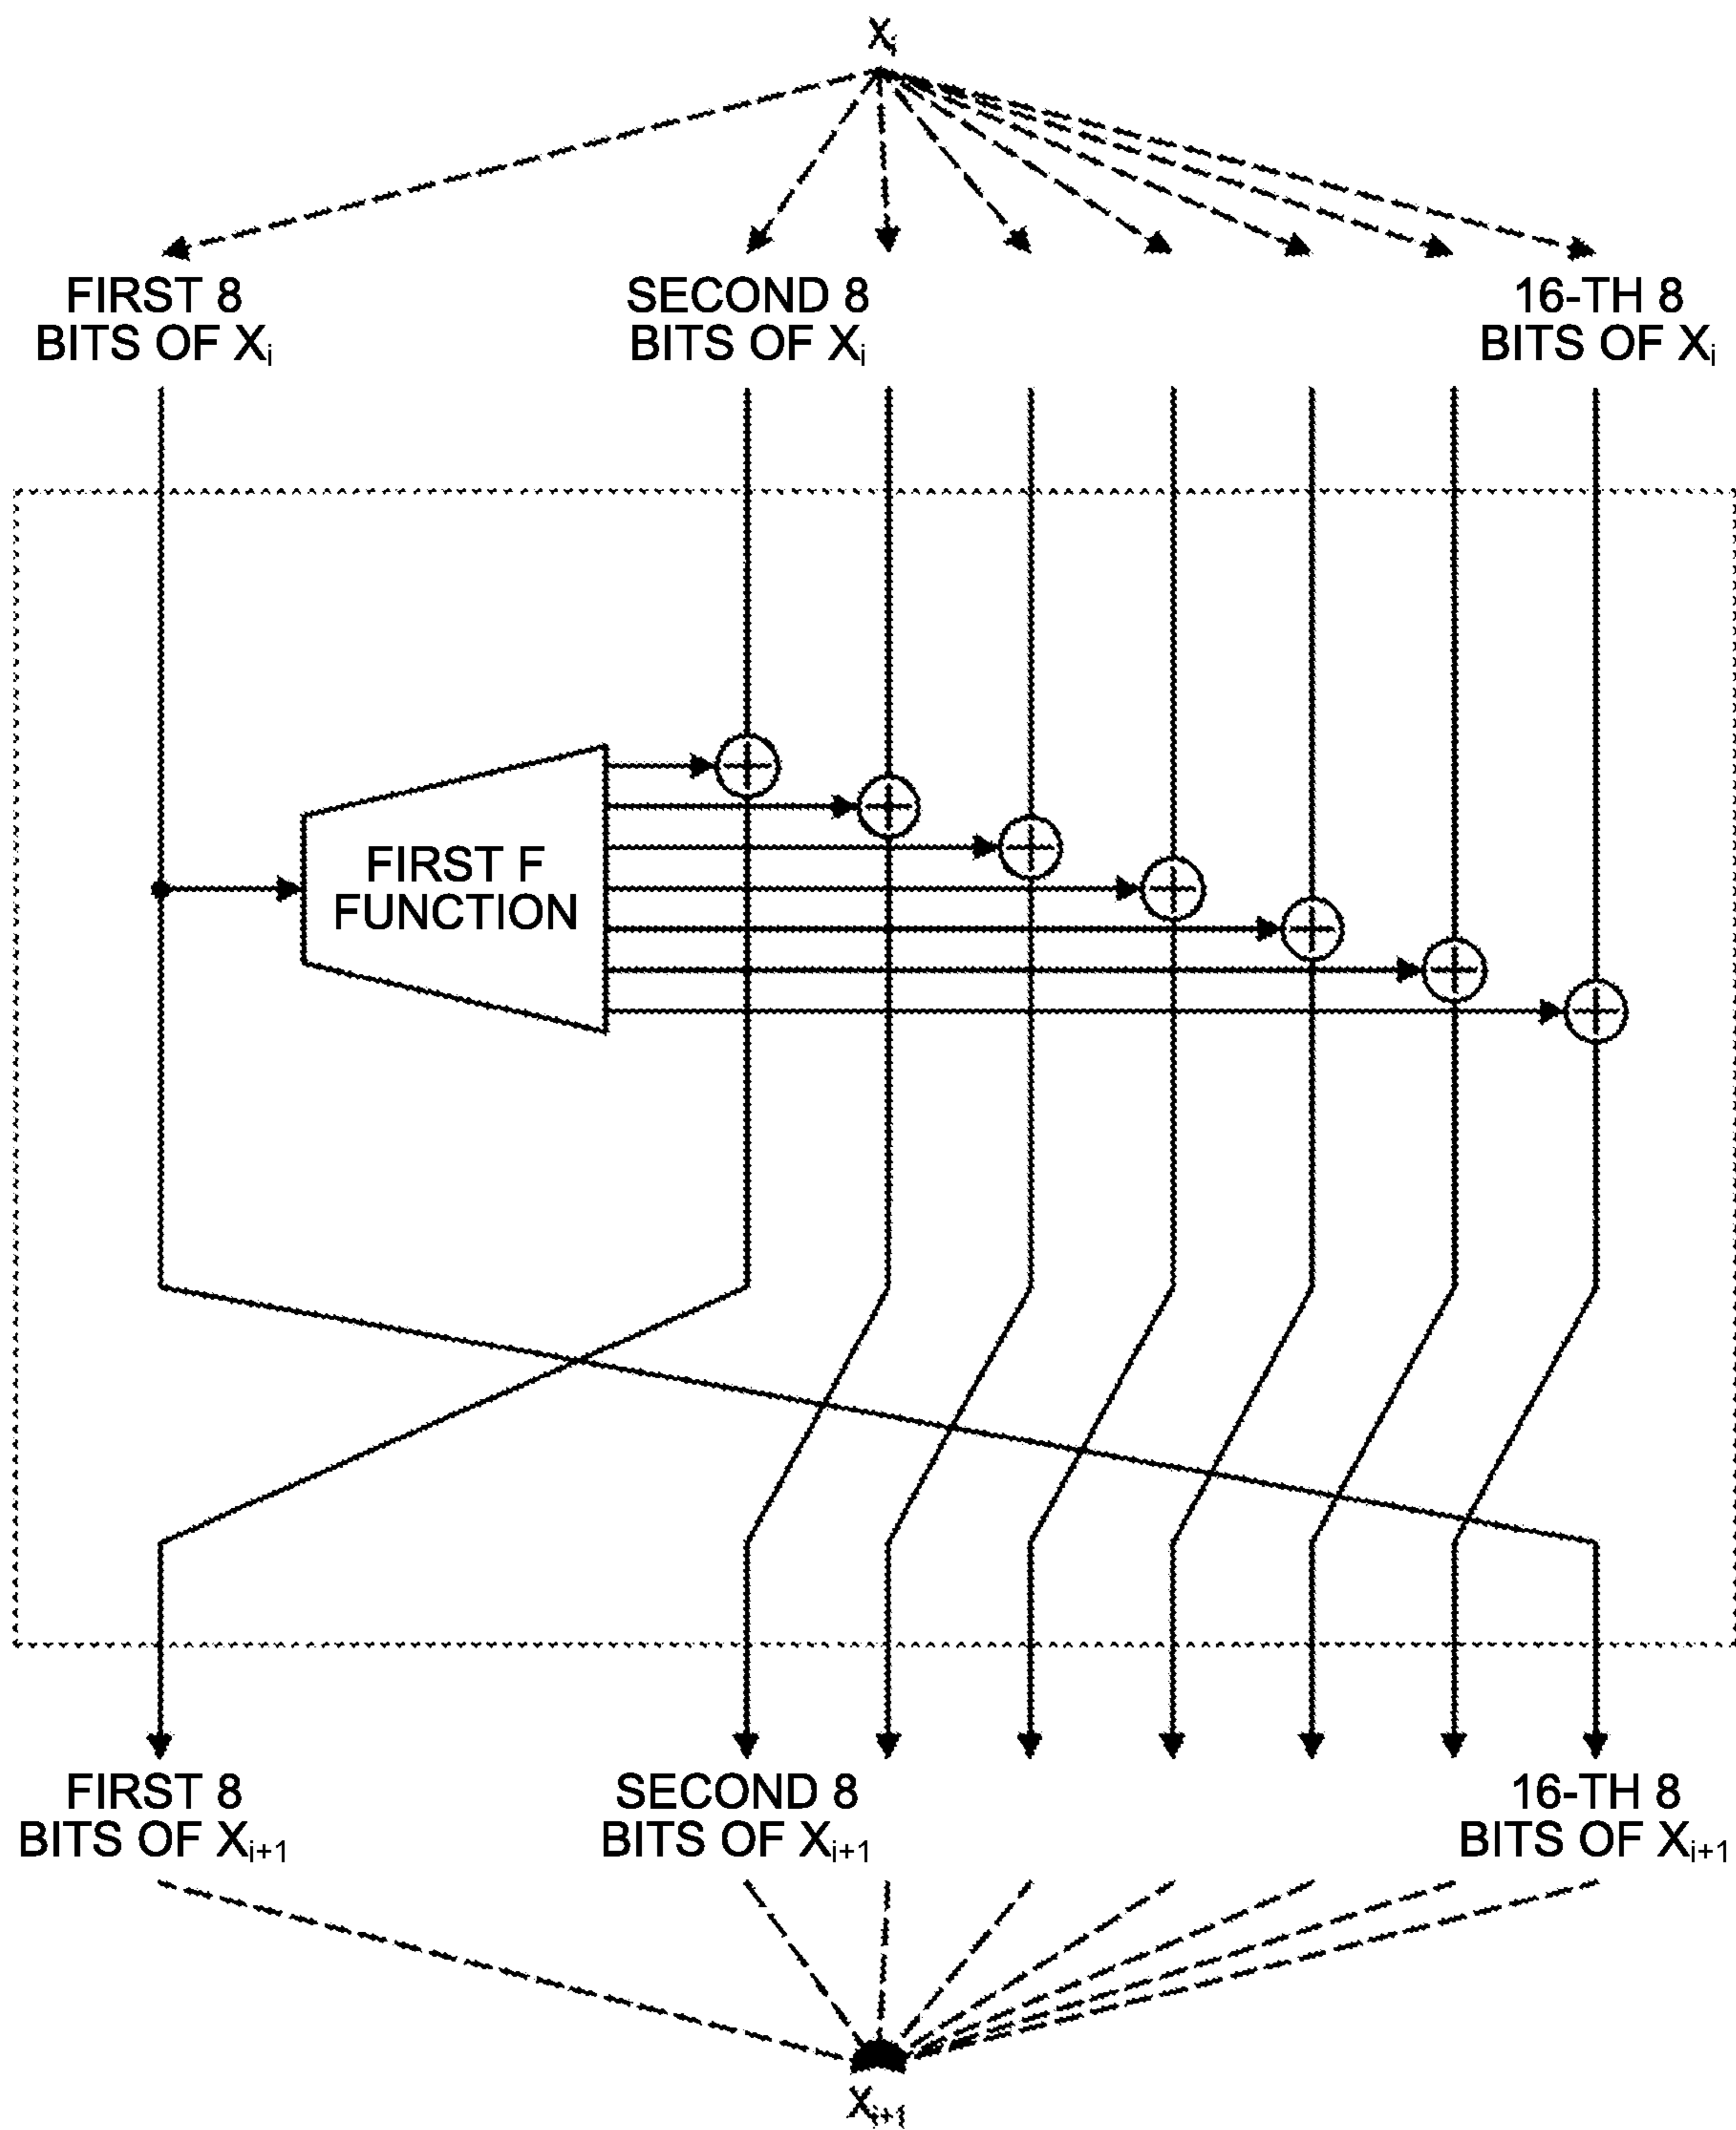 Xᵢ
FIRST 8
BITS OF Xᵢ
SECOND 8
BITS OF Xᵢ
16-TH 8
BITS OF Xᵢ
FIRST F
FUNCTION
FIRST 8
BITS OF Xᵢ₊₁
SECOND 8
BITS OF Xᵢ₊₁
16-TH 8
BITS OF Xᵢ₊₁
Xᵢ₊₁